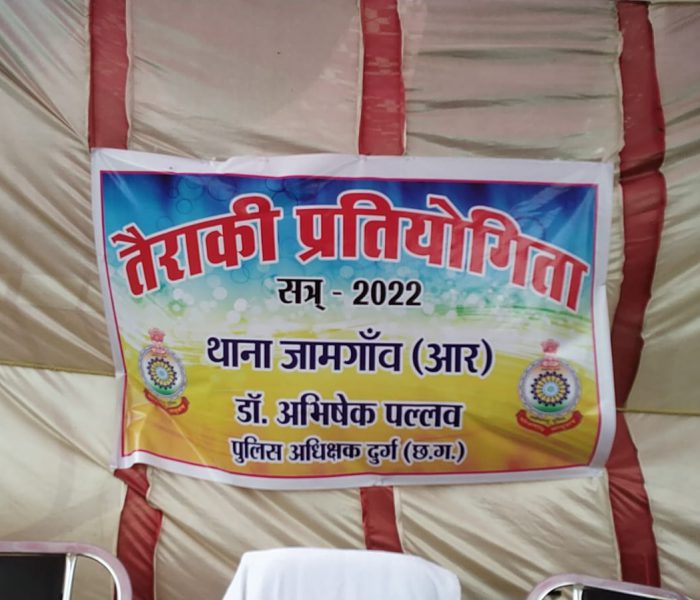 तैराकी प्रतियोगिता
सत्र् - 2022
थाना जामगाँव (आर)
डॉ. अभिषेक पल्लव
पुलिस अधिक्षक दुर्ग (छ.ग.)